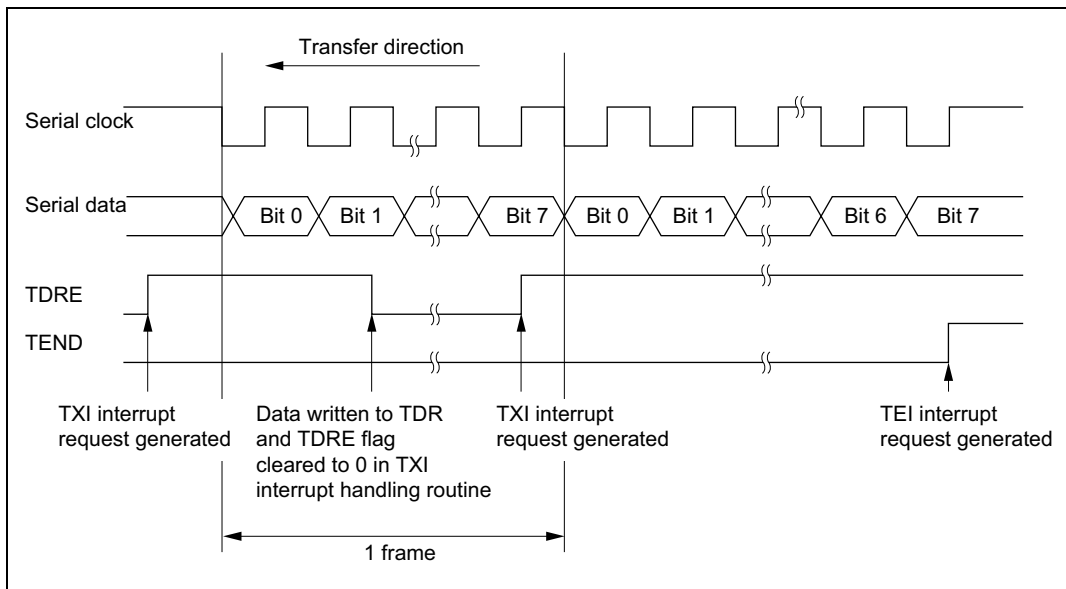 Transfer direction
Serial clock
Serial data
Bit 0
Bit 1
Bit 7
Bit 0
Bit 1
Bit 6
Bit 7
TDRE
TEND
TXI interrupt
request generated
Data written to TDR
and TDRE flag
cleared to 0 in TXI
interrupt handling routine
TXI interrupt
request generated
TEI interrupt
request generated
1 frame